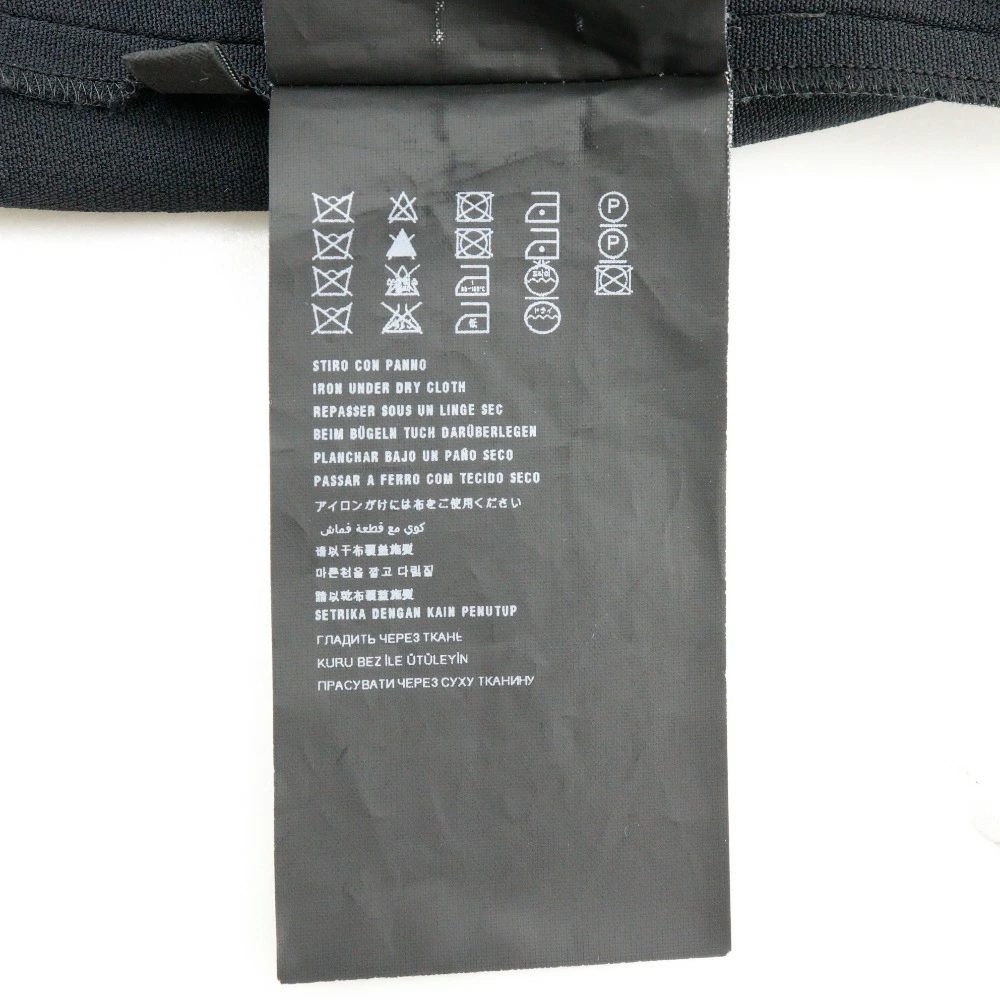 P
P
STIRO CON PANNO
IRON UNDER DRY CLOTH
REPASSER SOUS UN LINGE SEC
BEIM BÜGELN TUCH DARÜBERLEGEN
PLANCHAR BAJO UN PAÑO SECO
PASSAR A FERRO COM TECIDO SECO
アイロンがけには布をご使用ください
كوي مع قطعة قماش
请以干布覆盖施熨
마른천을 깔고 다림질
請以乾布覆蓋施熨
SETRIKA DENGAN KAIN PENUTUP
ГЛАДИТЬ ЧЕРЕЗ ТКАНЬ
KURU BEZ İLE ÜTÜLEYİN
ПРАСУВАТИ ЧЕРЕЗ СУХУ ТКАНИНУ